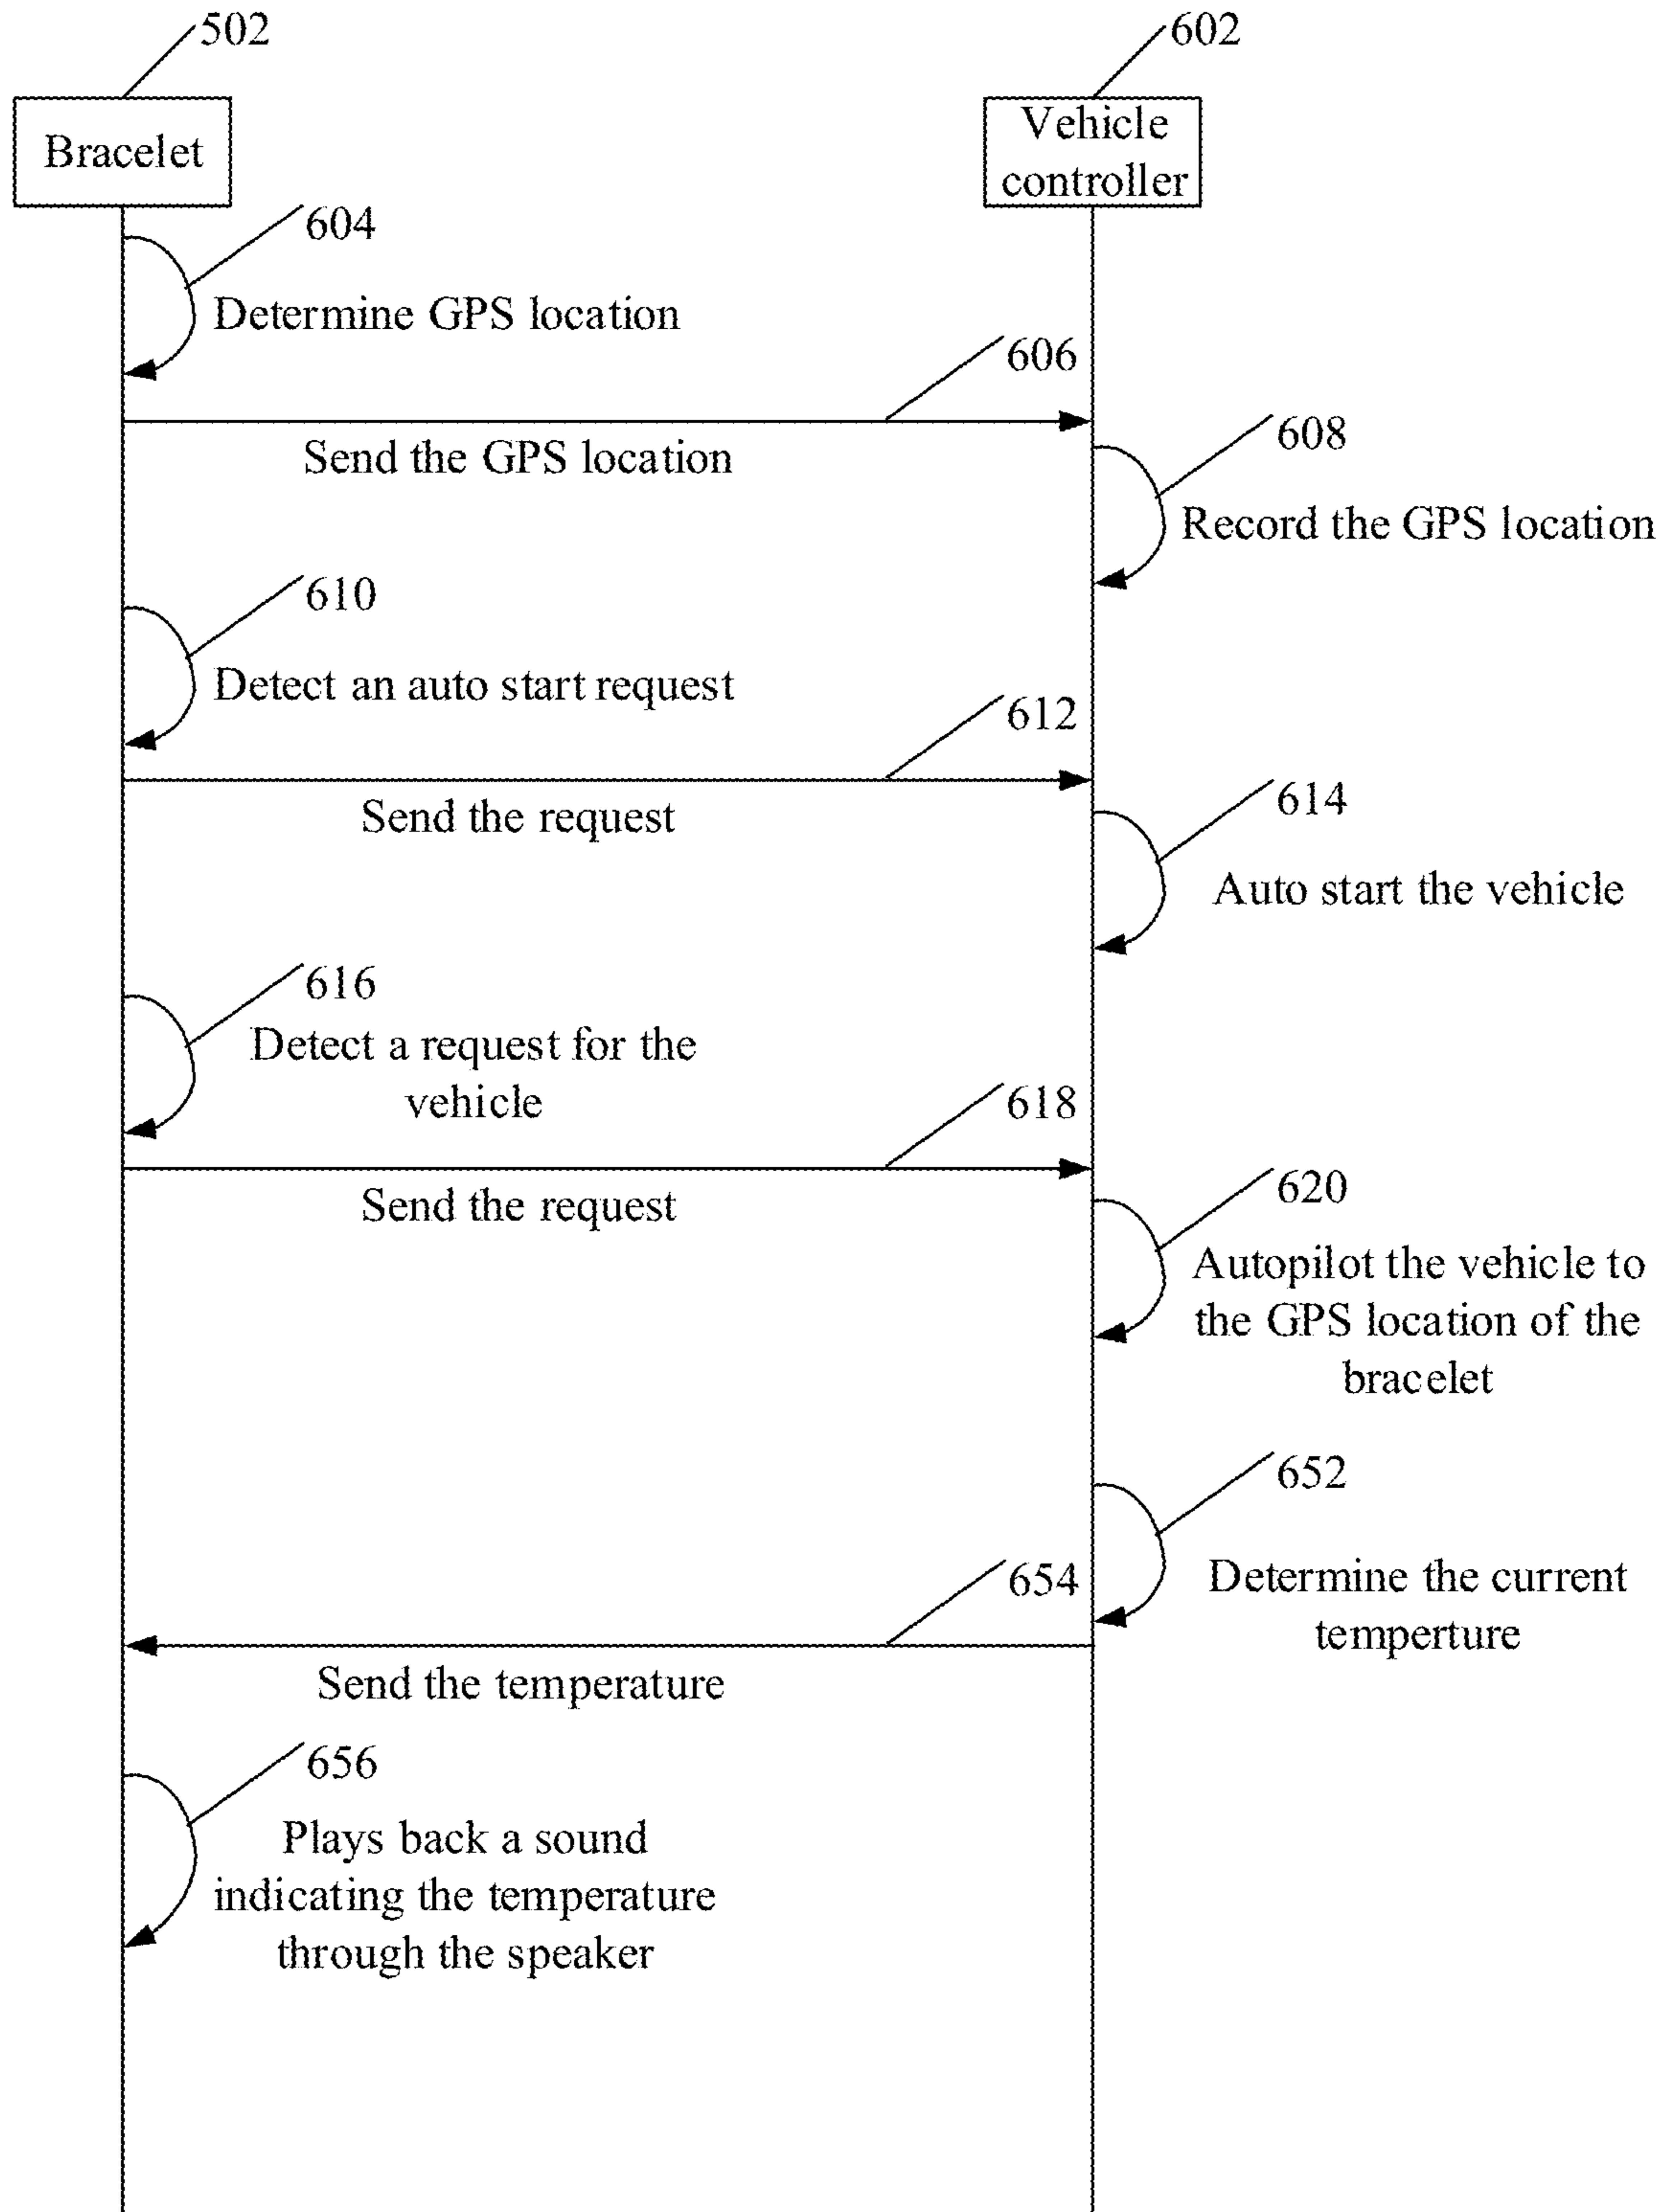 502
602
Bracelet
Vehicle
controller
604
Determine GPS location
606
Send the GPS location
608
Record the GPS location
610
Detect an auto start request
612
Send the request
614
Auto start the vehicle
616
Detect a request for the
vehicle
618
Send the request
620
Autopilot the vehicle to
the GPS location of the
bracelet
652
Determine the current
temperture
654
Send the temperature
656
Plays back a sound
indicating the temperature
through the speaker